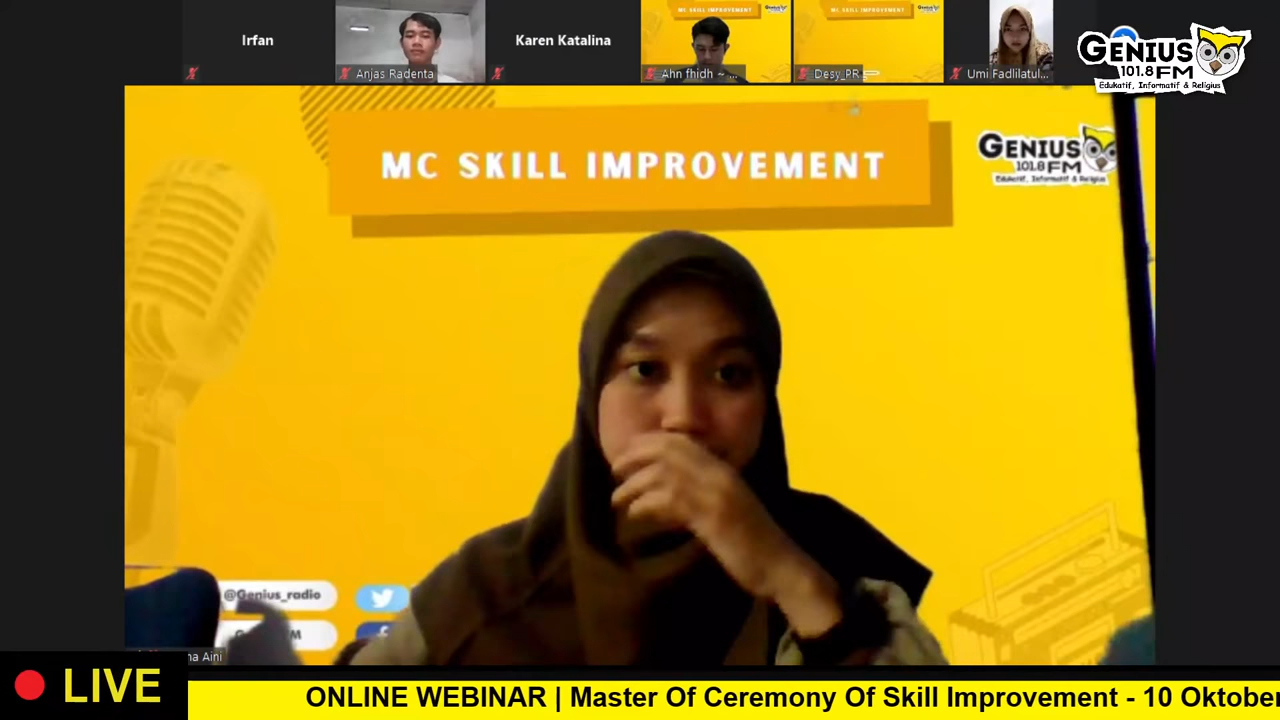 Irfan
Anjas Radenta
Karen Katalina
Ahn fhidh ~ ...
Desy_PR
Umi Fadlilatul...
GENIUS
101.8 FM
Edukatif, Informatif & Religius
MC SKILL IMPROVEMENT
MC SKILL IMPROVEMENT
MC SKILL IMPROVEMENT
GENIUS
101.8 FM
Edukatif, Informatif & Religius
@Genius_radio
na Aini
LIVE
ONLINE WEBINAR | Master Of Ceremony Of Skill Improvement - 10 Oktober